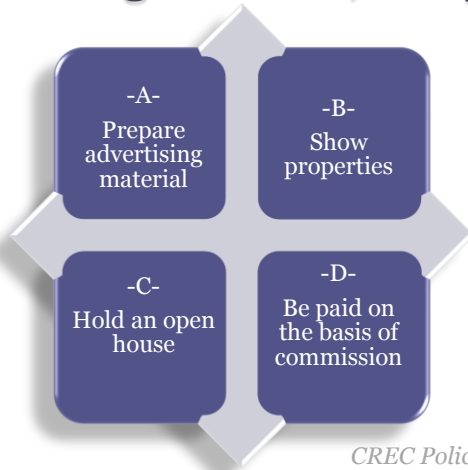 -A-
Prepare
advertising
material
-B-
Show
properties
-C-
Hold an open
house
-D-
Be paid on
the basis of
commission
CREC Polic